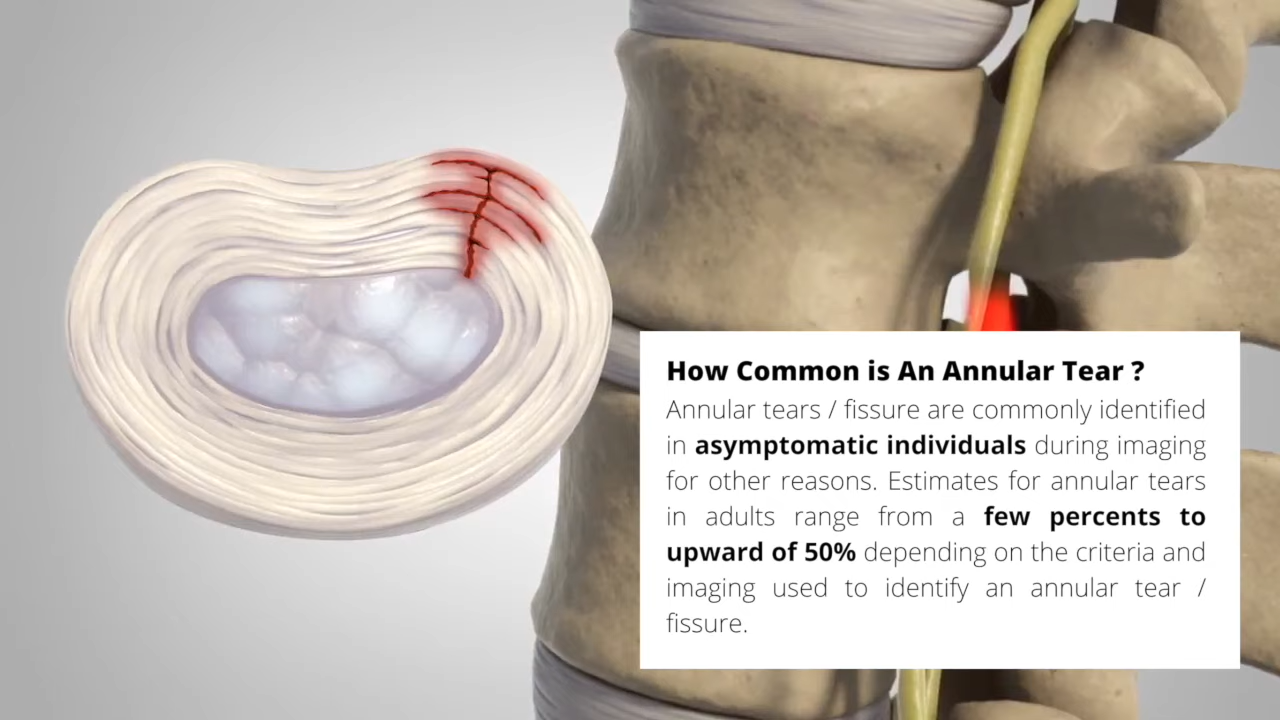 How Common is An Annular Tear ?
Annular tears / fissure are commonly identified
in asymptomatic individuals during imaging
for other reasons. Estimates for annular tears
in adults range from a few percents to
upward of 50% depending on the criteria and
imaging used to identify an annular tear /
fissure.